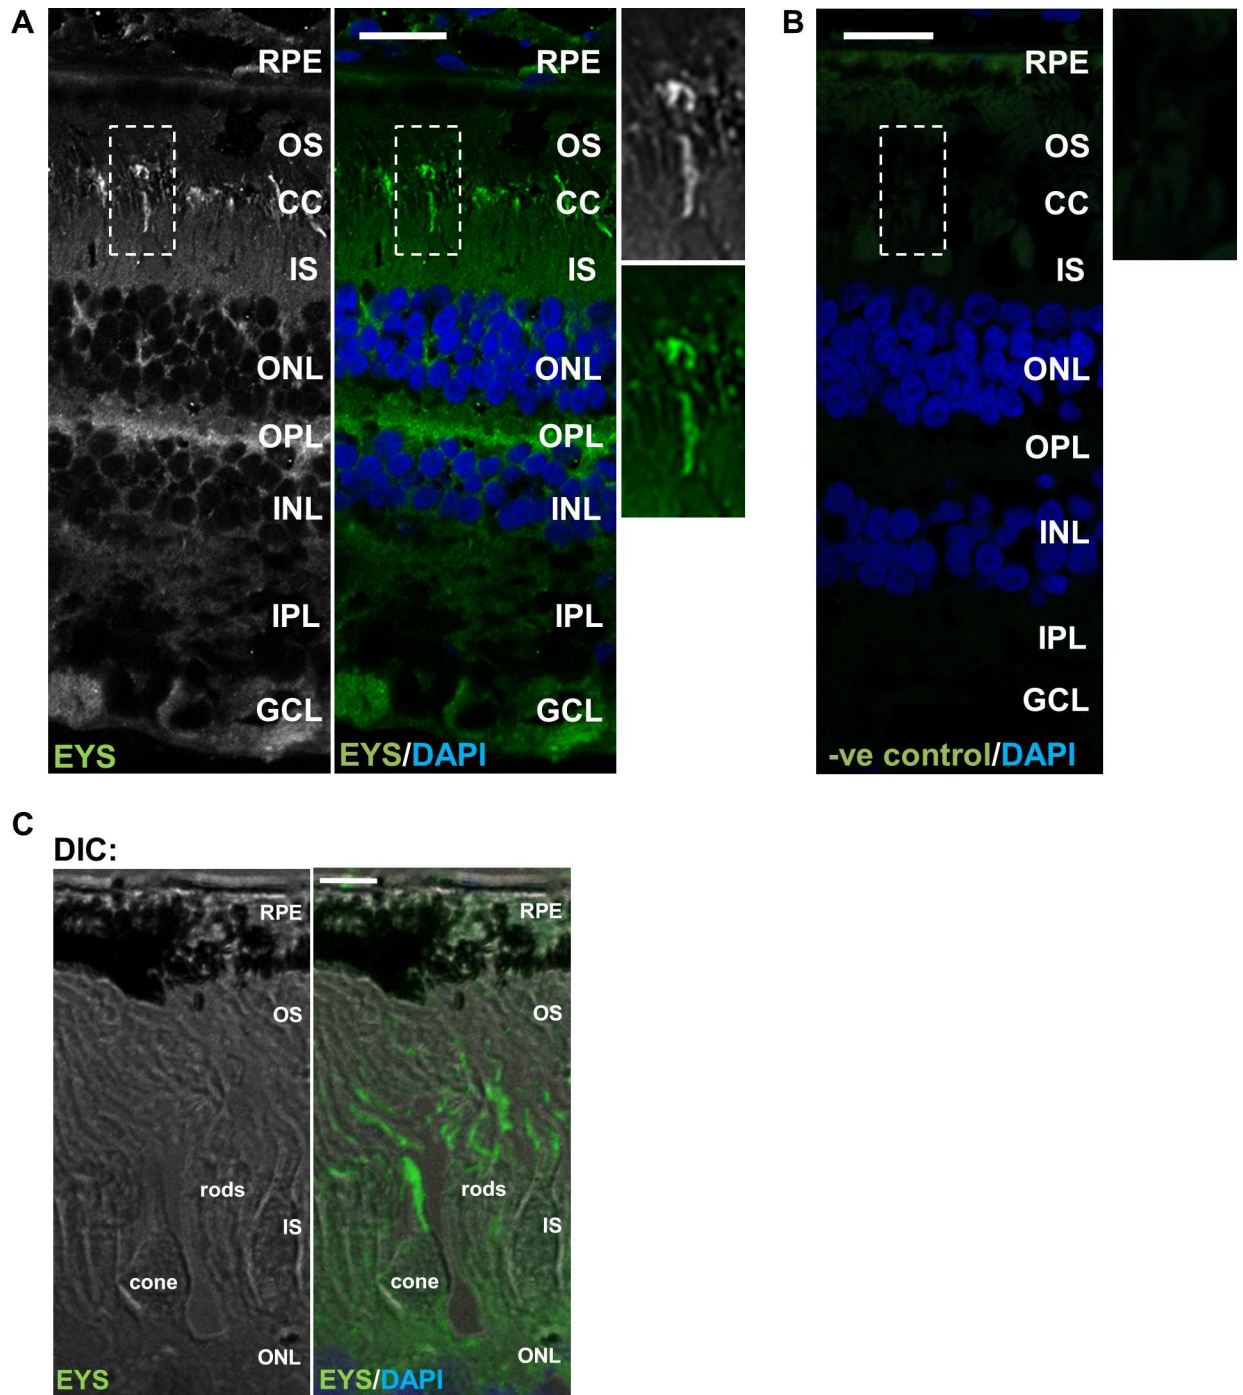 A
RPE
OS
CC
IS
ONL
OPL
INL
IPL
GCL
EYS
RPE
OS
CC
IS
ONL
OPL
INL
IPL
GCL
EYS/DAPI
B
RPE
OS
CC
IS
ONL
OPL
INL
IPL
GCL
-ve control/DAPI
C
DIC:
RPE
OS
rods
IS
cone
ONL
EYS
RPE
OS
rods
IS
cone
ONL
EYS/DAPI